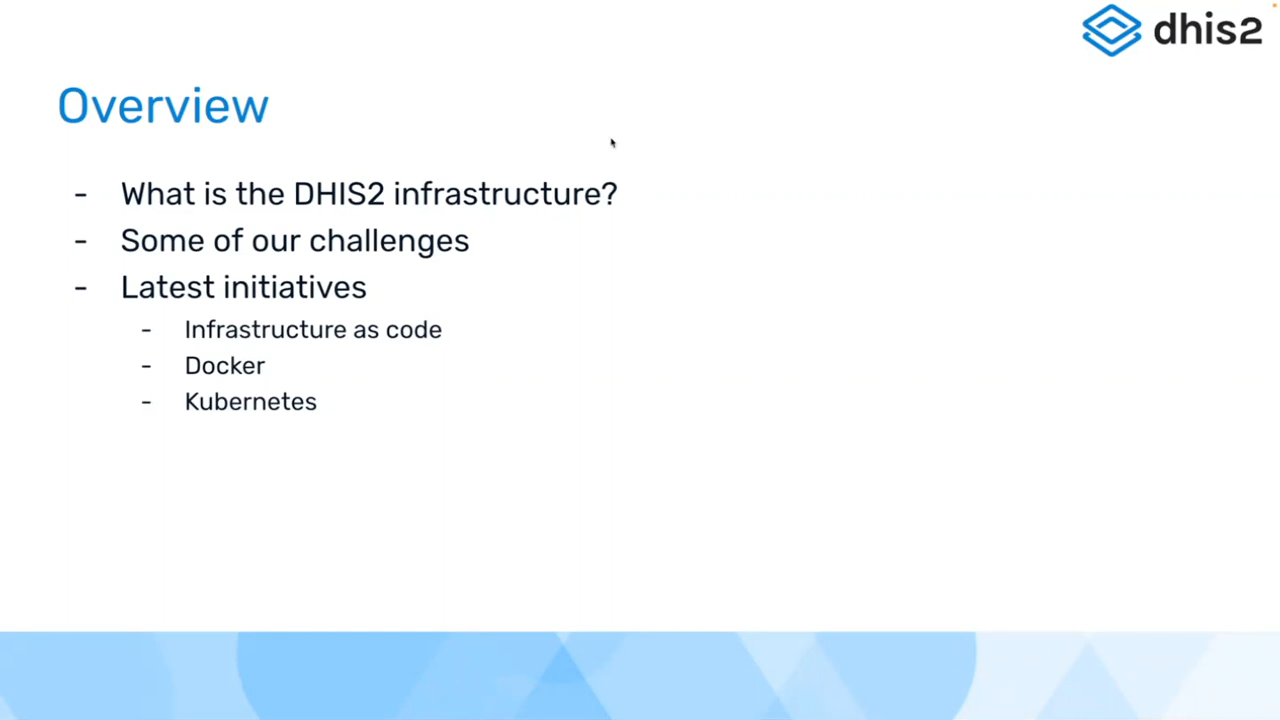 dhis2
Overview
- What is the DHIS2 infrastructure?
- Some of our challenges
- Latest initiatives
- Infrastructure as code
- Docker
- Kubernetes